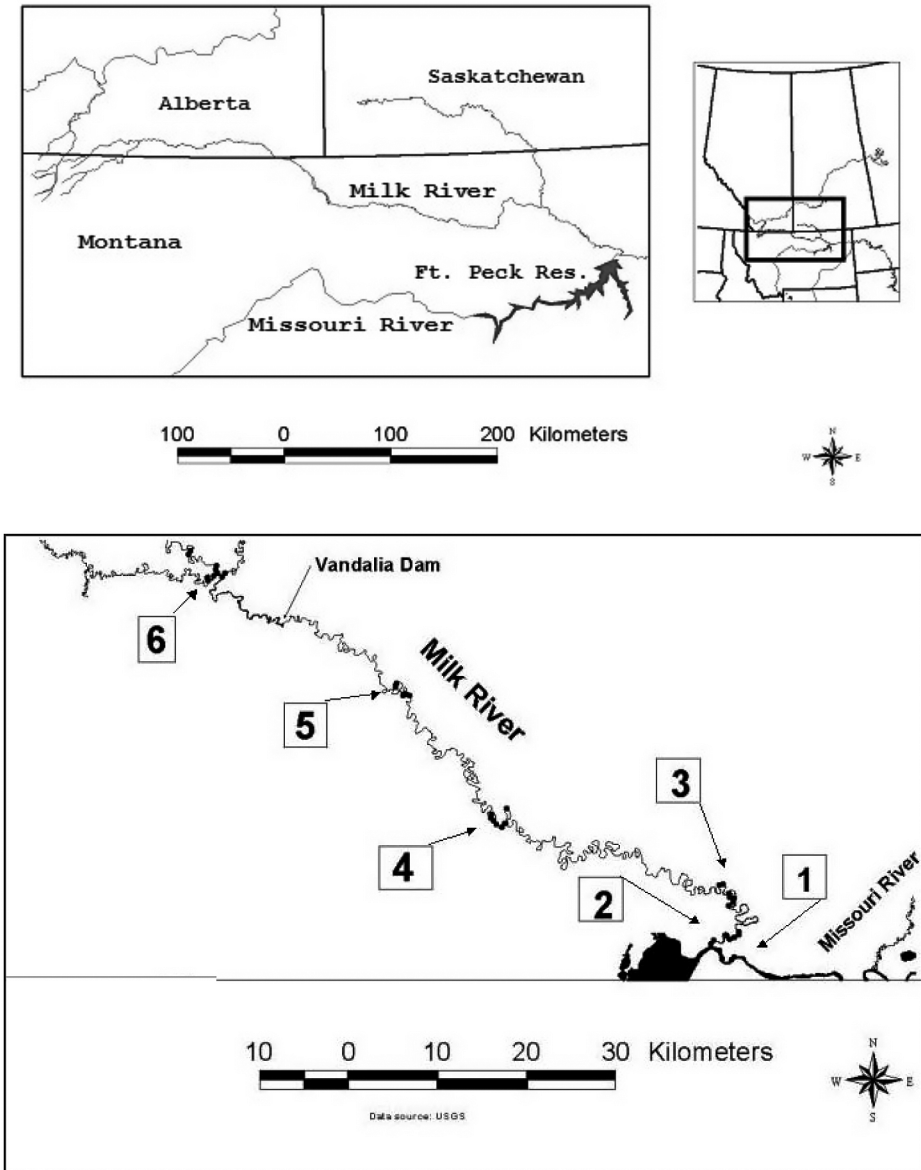 Saskatchewan
Alberta
Milk River
Montana
Ft. Peck Res.
Missouri River
100 0 100 200 Kilometers
N
W E
S
Vandalia Dam
6
Milk River
5
3
4
2
1
Missouri River
10 0 10 20 30 Kilometers
Data source: USGS
N
W E
S